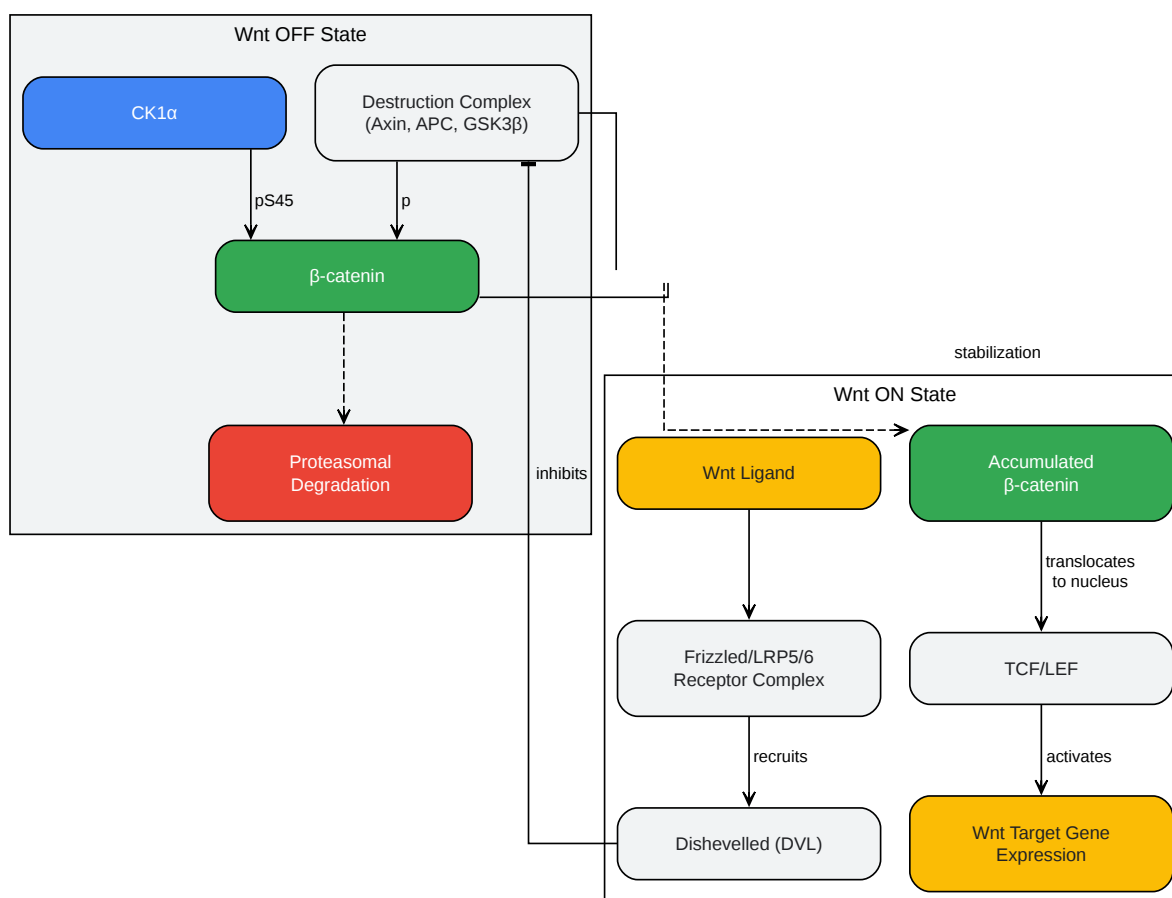 Wnt OFF State
CK1α
Destruction Complex
(Axin, APC, GSK3β)
pS45
p
β-catenin
stabilization
Wnt ON State
Proteasomal
Degradation
inhibits
Wnt Ligand
Accumulated
β-catenin
translocates
to nucleus
Frizzled/LRP5/6
Receptor Complex
TCF/LEF
recruits
activates
Dishevelled (DVL)
Wnt Target Gene
Expression